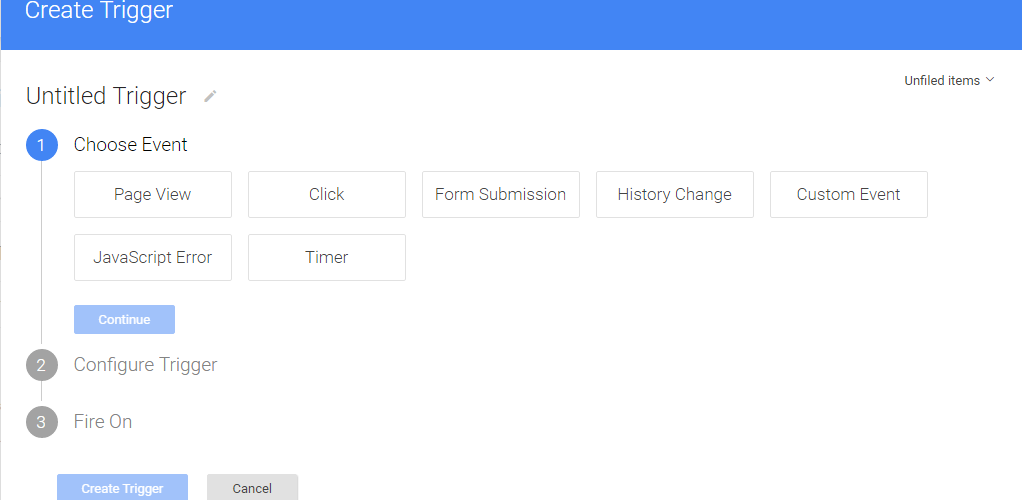 Create Trigger
Unfiled items
Untitled Trigger
1 Choose Event
Page View Click Form Submission History Change Custom Event
JavaScript Error Timer
Continue
2 Configure Trigger
3 Fire On
Create Trigger Cancel